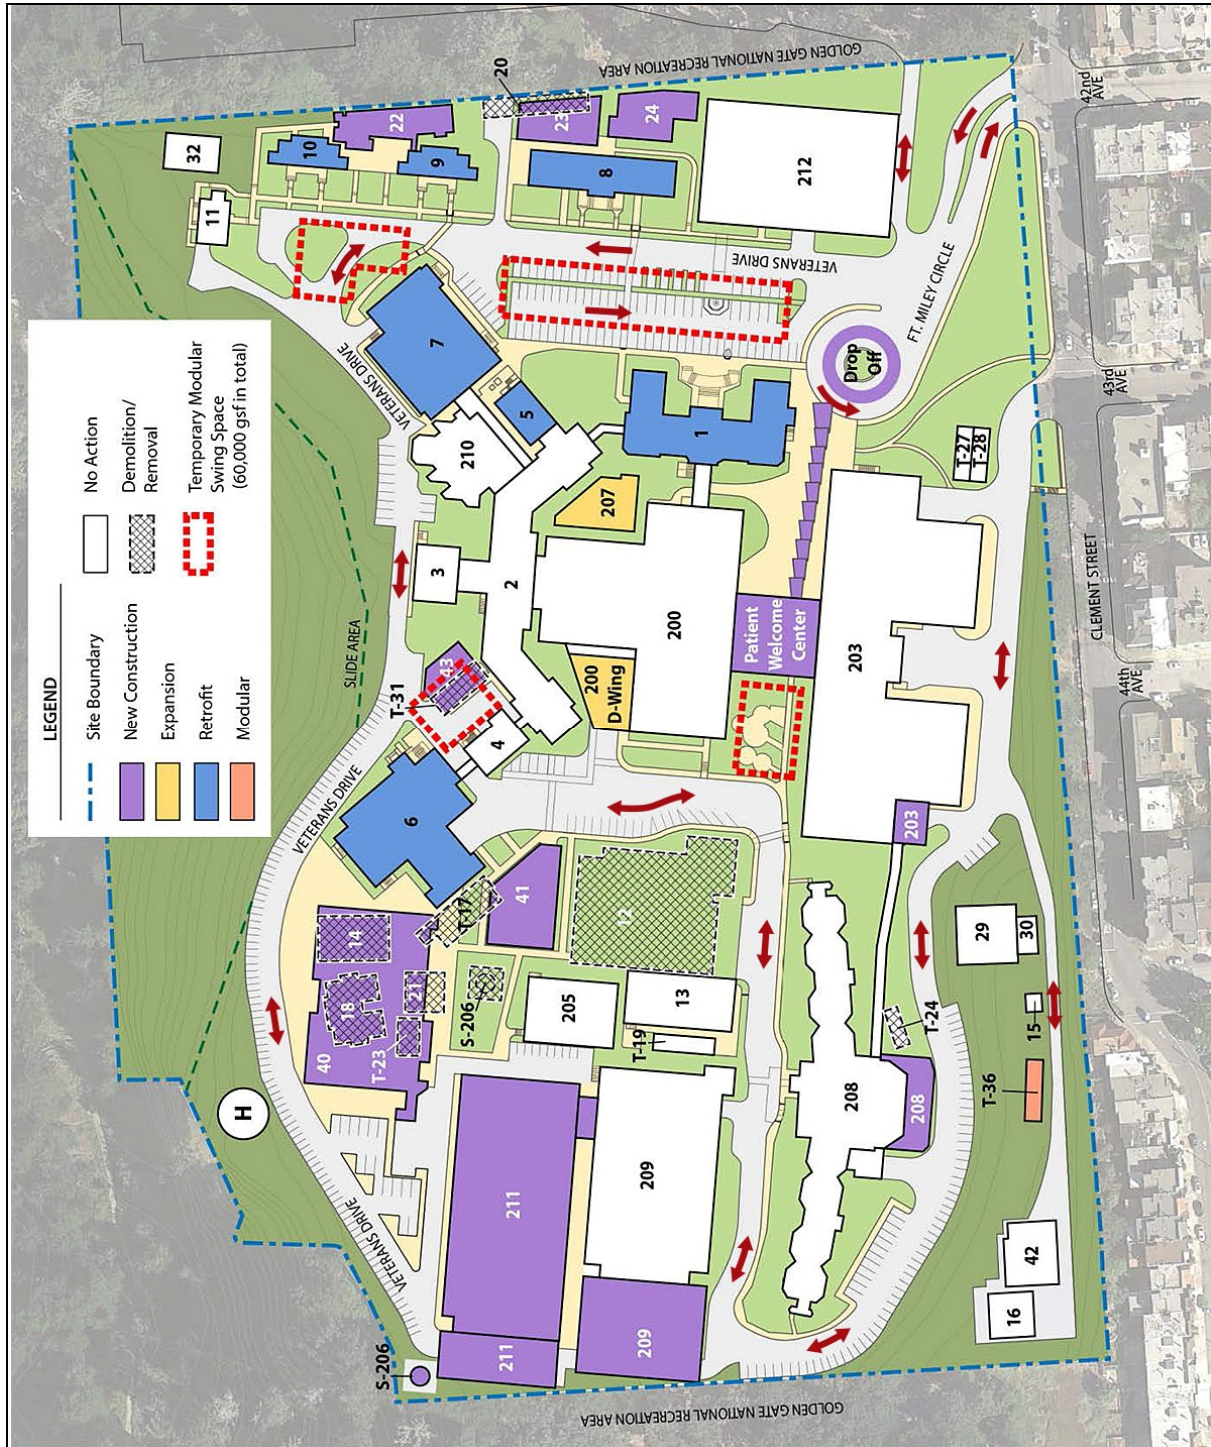 LEGEND
Site Boundary
New Construction
Expansion
Retrofit
Modular
No Action
Demolition/
Removal
Temporary Modular
Swing Space
(60,000 gsf in total)
GOLDEN GATE NATIONAL RECREATION AREA
42nd
AVE
43rd
AVE
44th
AVE
CLEMENT STREET
FT. MILEY CIRCLE
VETERANS DRIVE
VETERANS DRIVE
VETERANS DRIVE
VETERANS DRIVE
SLIDE AREA
GOLDEN GATE NATIONAL RECREATION AREA
32
11
10
22
9
20
23
24
8
212
7
5
210
1
Drop
Off
T-27
T-28
3
2
207
200
200
D-Wing
Patient
Welcome
Center
203
203
T-31
43
4
6
41
T-17
12
14
18
21
40
T-23
S-206
205
13
T-19
H
211
211
209
209
S-206
208
208
T-24
29
30
15
T-36
42
16